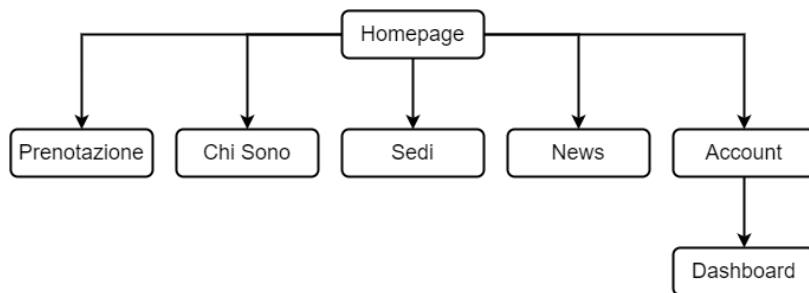 Homepage
Prenotazione
Chi Sono
Sedi
News
Account
Dashboard